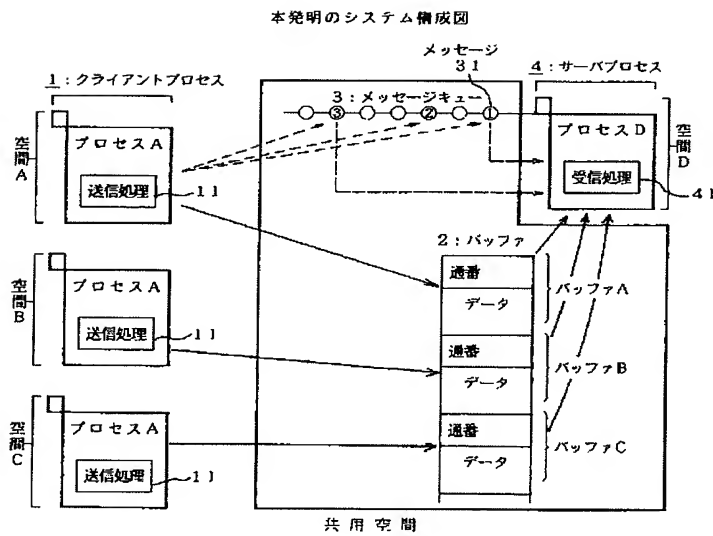 本発明のシステム構成図
1:クライアントプロセス
空間A
プロセスA
送信処理
11
空間B
プロセスA
送信処理
11
空間C
プロセスA
送信処理
11
メッセージ
31
3:メッセージキュー
③
②
①
4:サーバプロセス
プロセスD
受信処理
41
空間D
2:バッファ
通番
データ
バッファA
通番
データ
バッファB
通番
データ
バッファC
共用空間